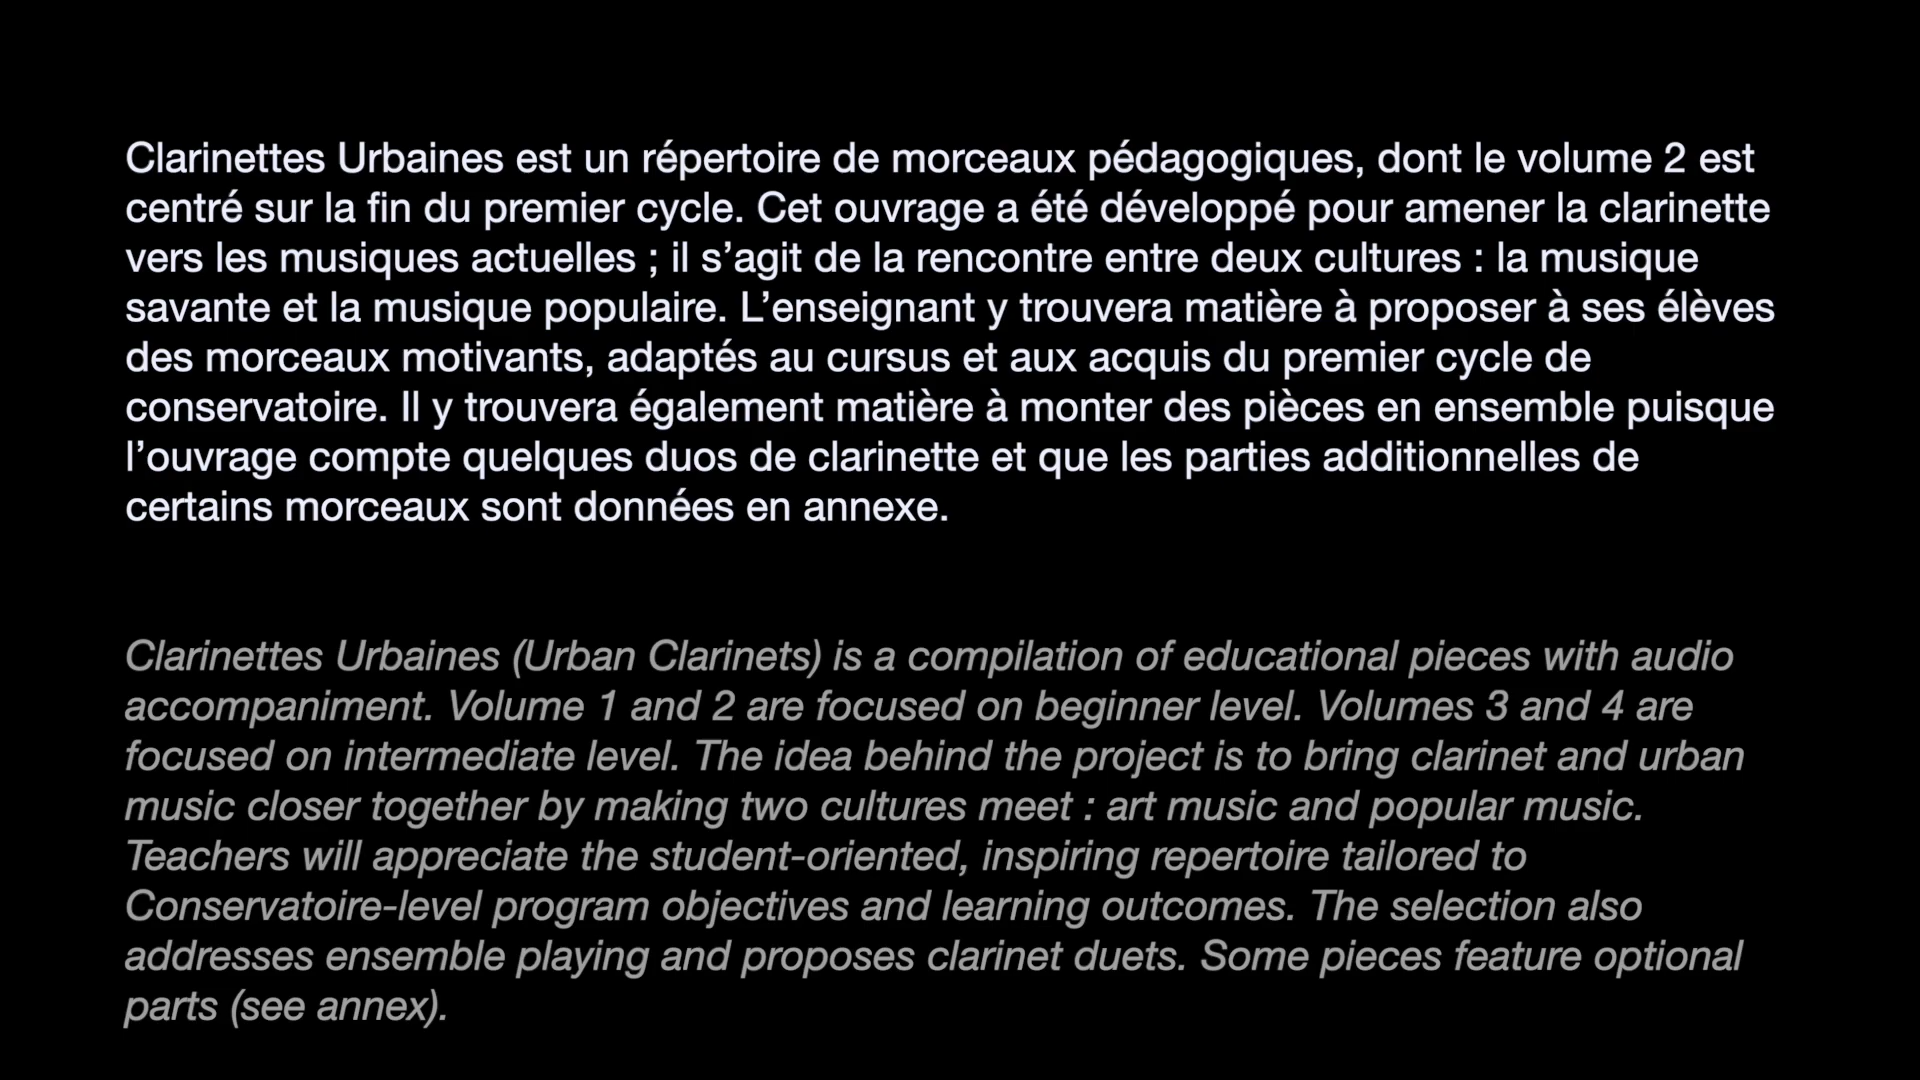 Clarinettes Urbaines est un répertoire de morceaux pédagogiques, dont le volume 2 est
centré sur la fin du premier cycle. Cet ouvrage a été développé pour amener la clarinette
vers les musiques actuelles ; il s’agit de la rencontre entre deux cultures : la musique
savante et la musique populaire. L’enseignant y trouvera matière à proposer à ses élèves
des morceaux motivants, adaptés au cursus et aux acquis du premier cycle de
conservatoire. Il y trouvera également matière à monter des pièces en ensemble puisque
l’ouvrage compte quelques duos de clarinette et que les parties additionnelles de
certains morceaux sont données en annexe.
Clarinettes Urbaines (Urban Clarinets) is a compilation of educational pieces with audio
accompaniment. Volume 1 and 2 are focused on beginner level. Volumes 3 and 4 are
focused on intermediate level. The idea behind the project is to bring clarinet and urban
music closer together by making two cultures meet : art music and popular music.
Teachers will appreciate the student-oriented, inspiring repertoire tailored to
Conservatoire-level program objectives and learning outcomes. The selection also
addresses ensemble playing and proposes clarinet duets. Some pieces feature optional
parts (see annex).